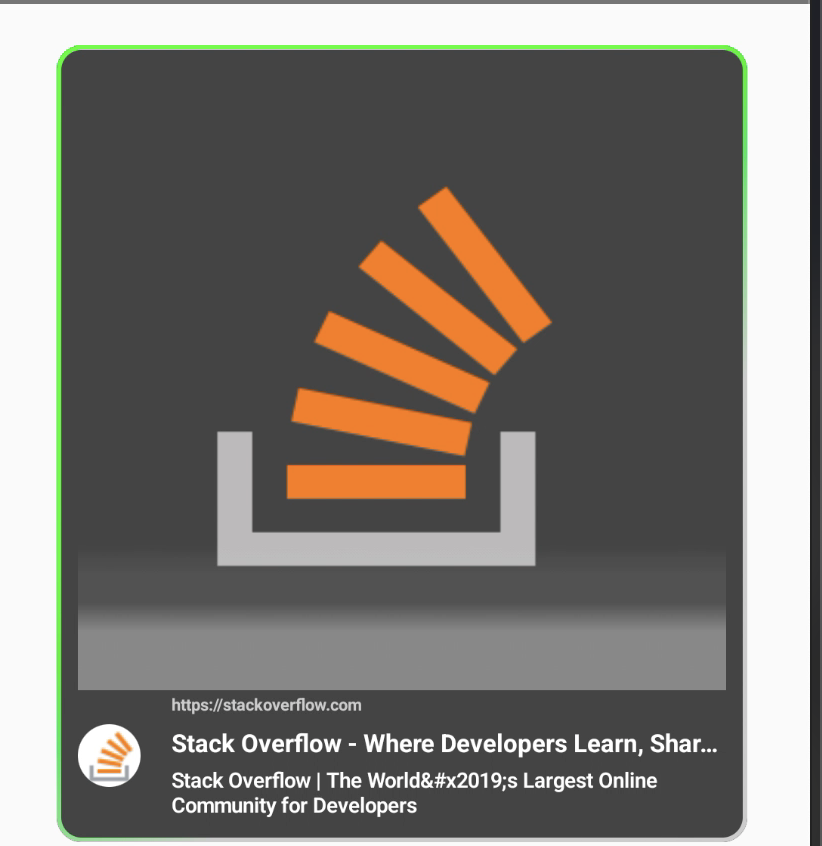 https://stackoverflow.com
Stack Overflow - Where Developers Learn, Shar...
Stack Overflow | The World&#x2019;s Largest Online
Community for Developers